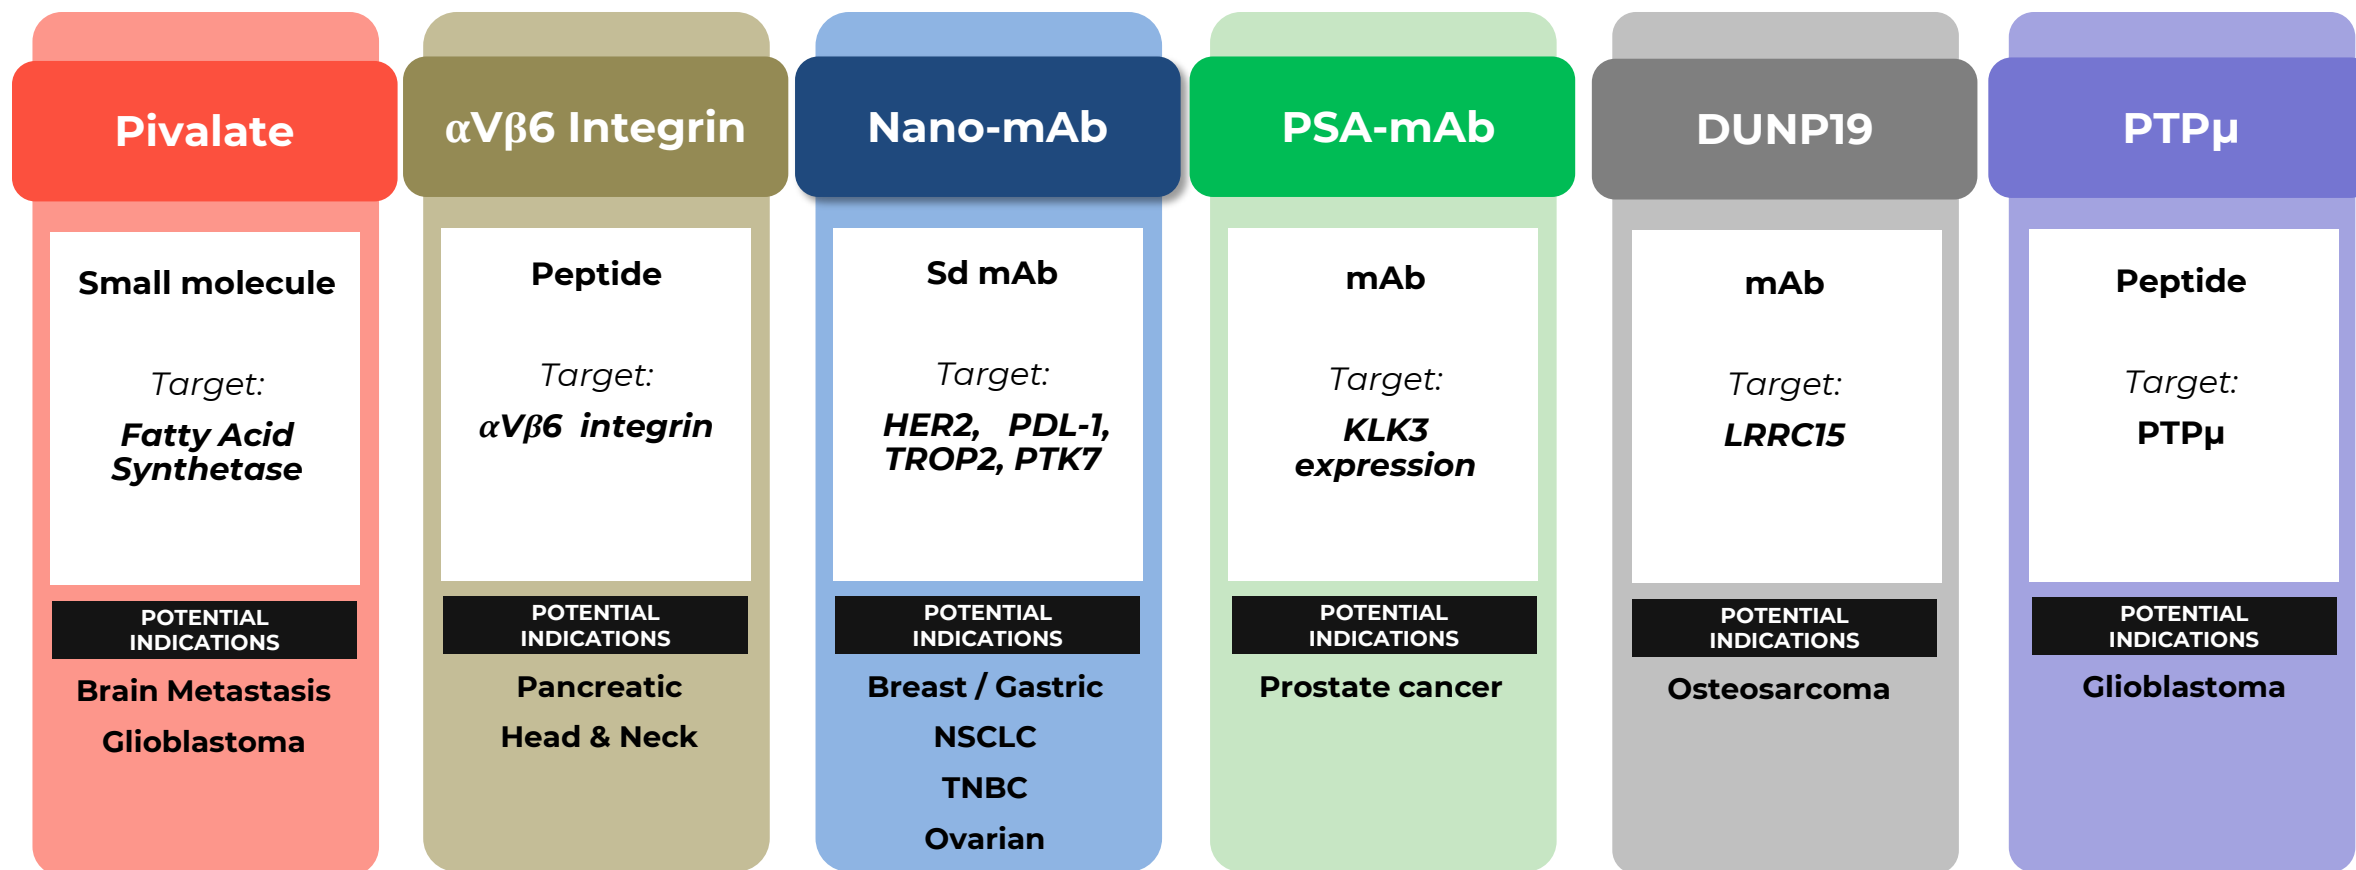 Pivalate
Small molecule
Target:
Fatty Acid
Synthetase
POTENTIAL
INDICATIONS
Brain Metastasis
Glioblastoma
αVβ6 Integrin
Peptide
Target:
αVβ6 integrin
POTENTIAL
INDICATIONS
Pancreatic
Head & Neck
Nano-mAb
Sd mAb
Target:
HER2, PDL-1,
TROP2, PTK7
POTENTIAL
INDICATIONS
Breast / Gastric
NSCLC
TNBC
Ovarian
PSA-mAb
mAb
Target:
KLK3
expression
POTENTIAL
INDICATIONS
Prostate cancer
DUNP19
mAb
Target:
LRRC15
POTENTIAL
INDICATIONS
Osteosarcoma
PTPµ
Peptide
Target:
PTPµ
POTENTIAL
INDICATIONS
Glioblastoma